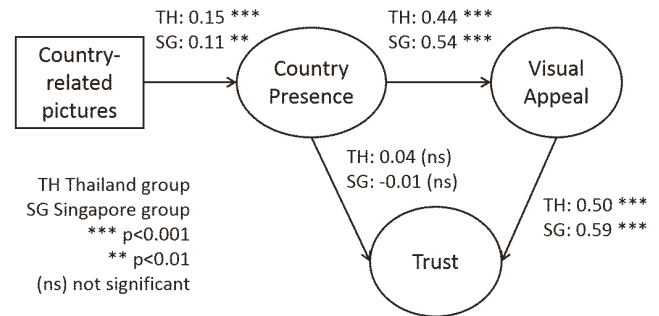 TH: 0.15 ***
SG: 0.11 **
TH: 0.44 ***
SG: 0.54 ***
Country-
related
pictures
Country
Presence
Visual
Appeal
TH: 0.04 (ns)
SG: -0.01 (ns)
TH Thailand group
SG Singapore group
*** p<0.001
** p<0.01
(ns) not significant
TH: 0.50 ***
SG: 0.59 ***
Trust